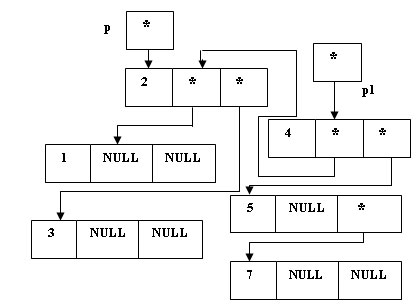 p *
*
p1
2 * *
4 * *
1 NULL NULL
5 NULL *
3 NULL NULL
7 NULL NULL